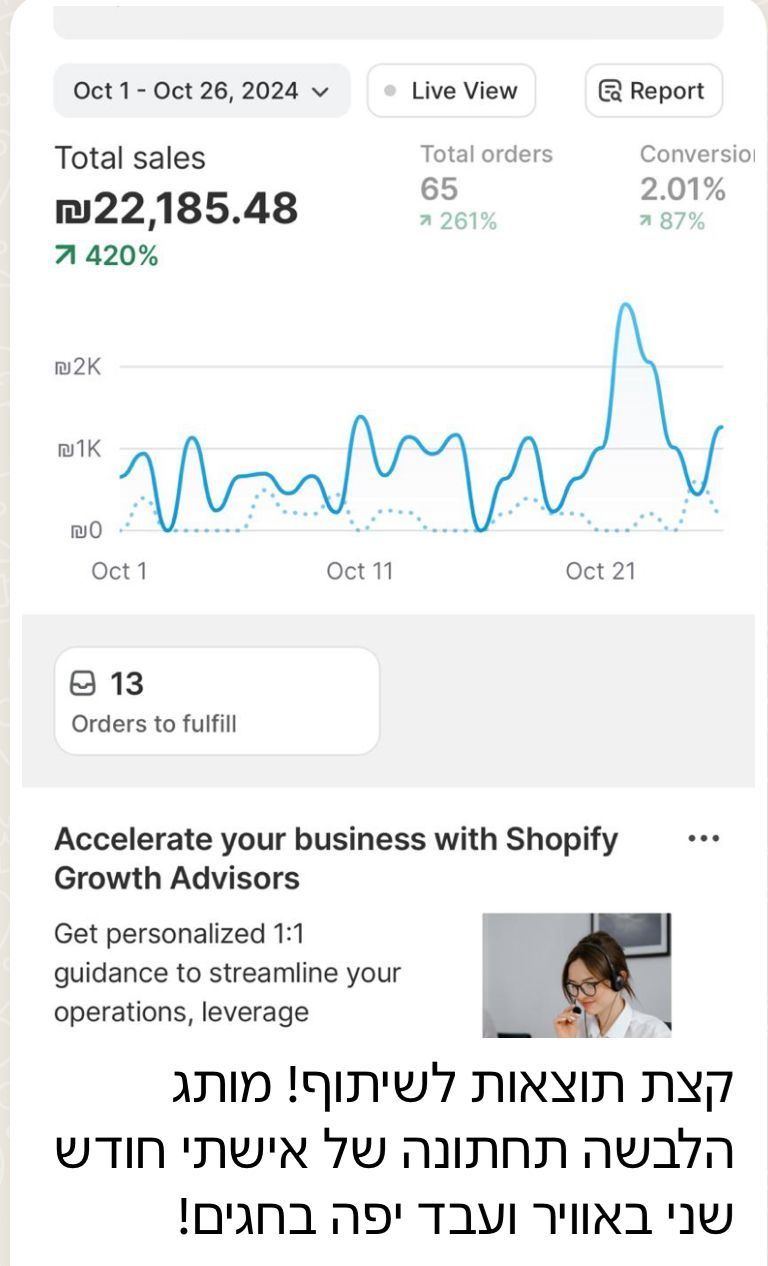 Oct 1 - Oct 26, 2024
Live View
Report
Total sales
Total orders
₪22,185.48
65
2.01%
420%
261%
87%
₪2K
₪1K
₪0
Oct 1
Oct 11
Oct 21
13
Orders to fulfill
Accelerate your business with Shopify
Growth Advisors
Get personalized 1:1
guidance to streamline your
operations, leverage
קצת תוצאות לשיתוף! מותג
הלבשה תחתונה של אישתי חודש
שני באוויר ועבד יפה בחגים!